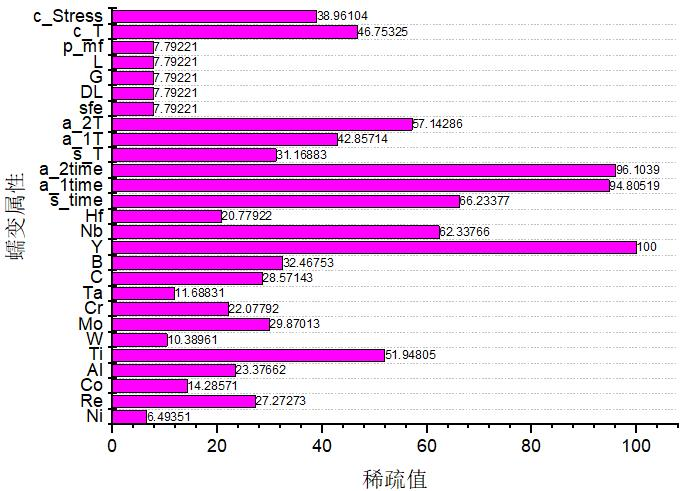 c_Stress 38.96104
c_T 46.75325
p_mf 7.79221
L 7.79221
G 7.79221
DL 7.79221
sfe 7.79221
a_2T 57.14286
a_1T 42.85714
s_T 31.16883
a_2time 96.1039
a_1time 94.80519
s_time 66.23377
Hf 20.77922
Nb 62.33766
Y 100
B 32.46753
C 28.57143
Ta 11.68831
Cr 22.07792
Mo 29.87013
W 10.38961
Ti 51.94805
Al 23.37662
Co 14.28571
Re 27.27273
Ni 6.49351
蠕变属性
0 20 40 60 80 100
稀疏值